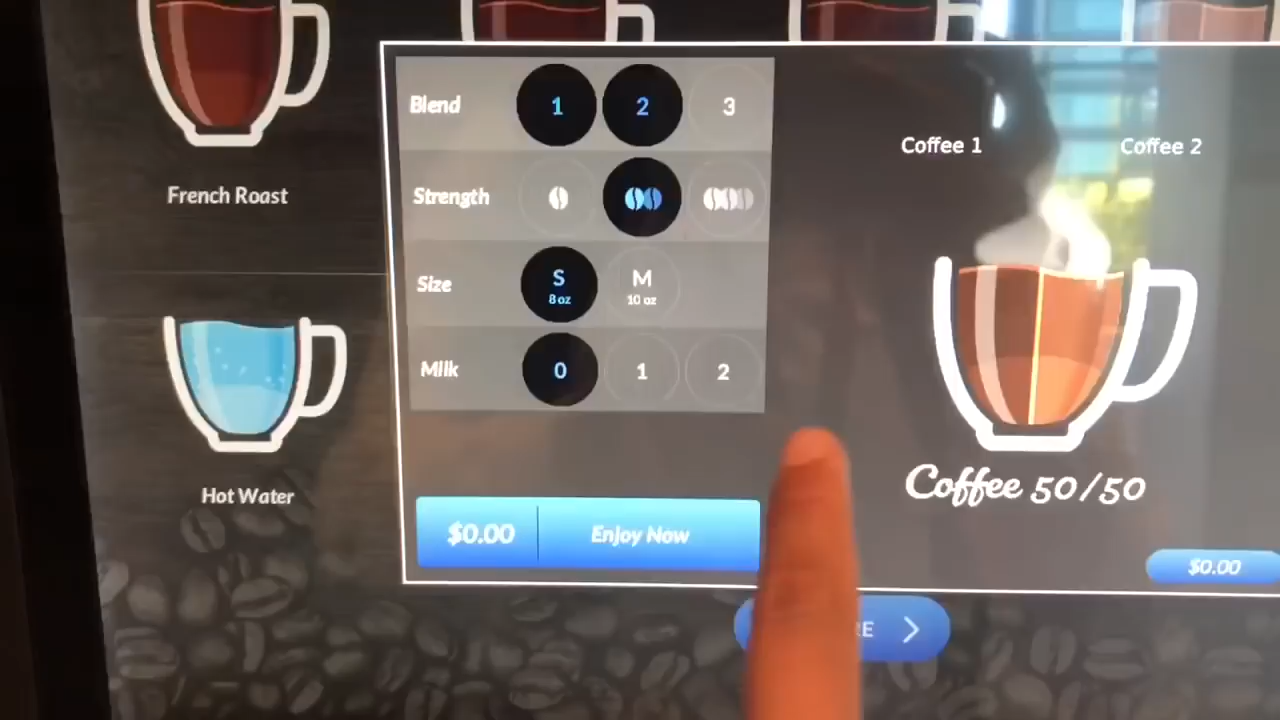 Blend 1 2 3
Coffee 1 Coffee 2
French Roast
Strength
Size S 8 oz M 10 oz
Milk 0 1 2
Hot Water
Coffee 50/50
$0.00 Enjoy Now
$0.00